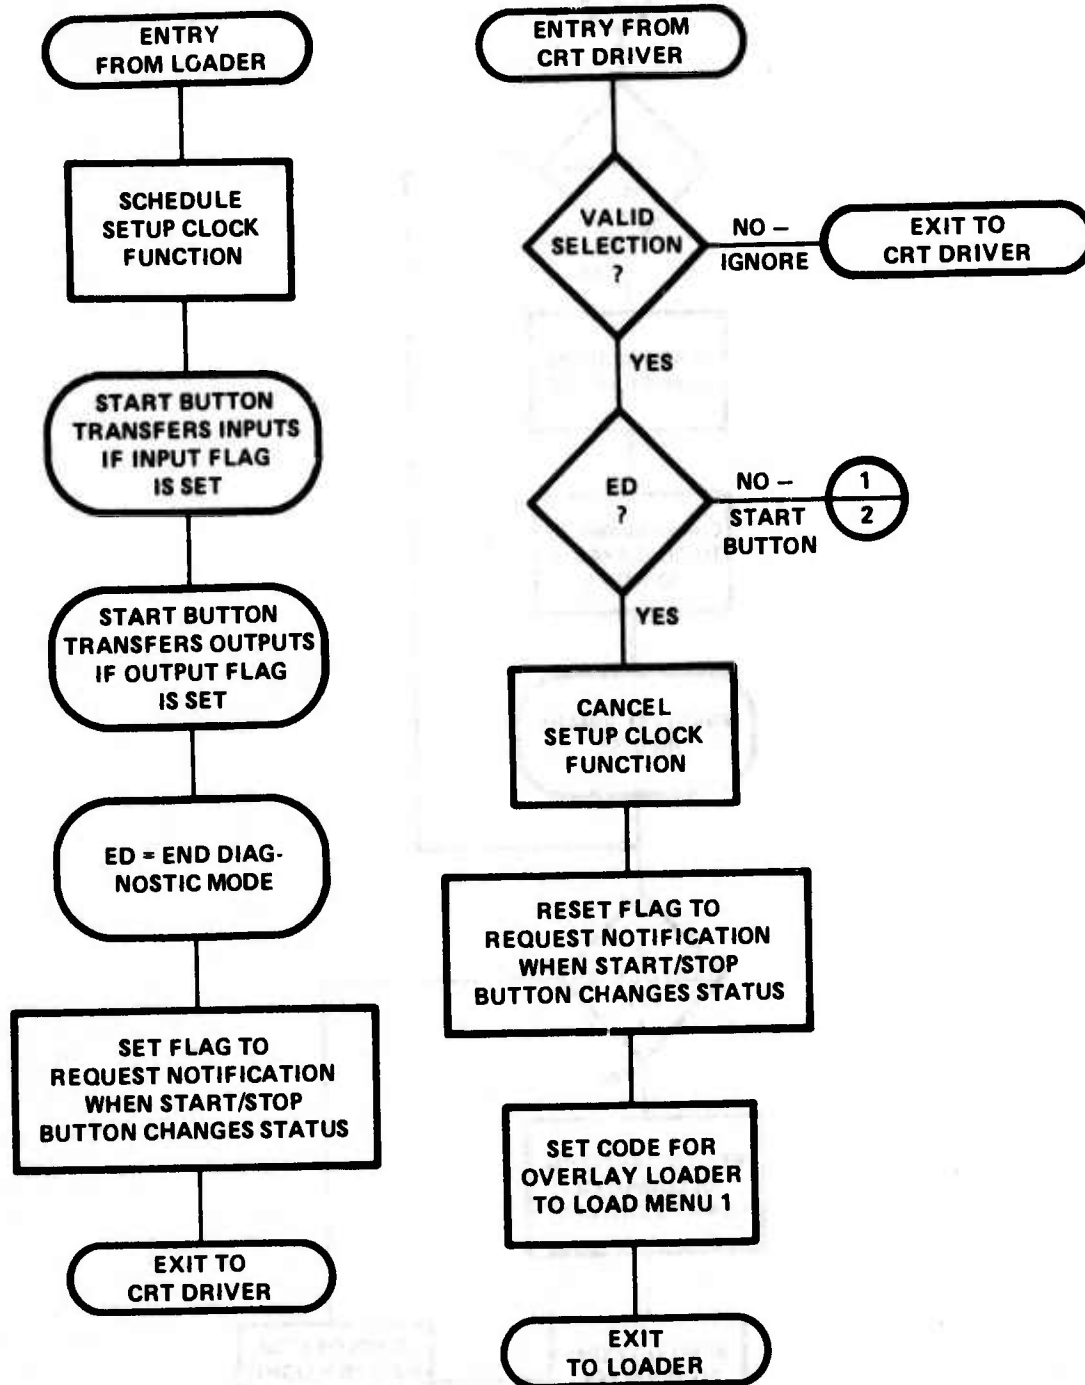 ENTRY
FROM LOADER
SCHEDULE
SETUP CLOCK
FUNCTION
START BUTTON
TRANSFERS INPUTS
IF INPUT FLAG
IS SET
START BUTTON
TRANSFERS OUTPUTS
IF OUTPUT FLAG
IS SET
ED = END DIAG-
NOSTIC MODE
SET FLAG TO
REQUEST NOTIFICATION
WHEN START/STOP
BUTTON CHANGES STATUS
EXIT TO
CRT DRIVER
ENTRY FROM
CRT DRIVER
VALID
SELECTION
?
NO –
IGNORE
EXIT TO
CRT DRIVER
YES
ED
?
NO –
START
BUTTON
1
2
YES
CANCEL
SETUP CLOCK
FUNCTION
RESET FLAG TO
REQUEST NOTIFICATION
WHEN START/STOP
BUTTON CHANGES STATUS
SET CODE FOR
OVERLAY LOADER
TO LOAD MENU 1
EXIT
TO LOADER